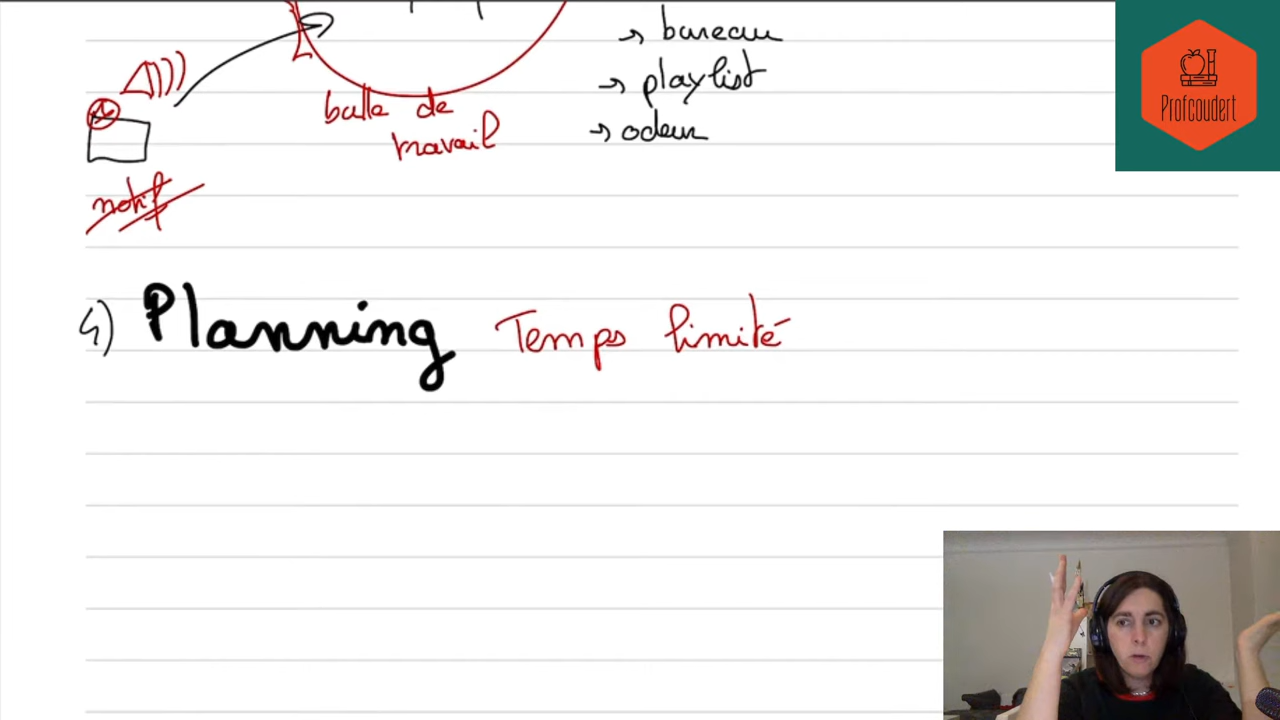 → bureau
→ playlist
→ odeur
bulle de
travail
notif
4) Planning Temps limité
Profcoudert